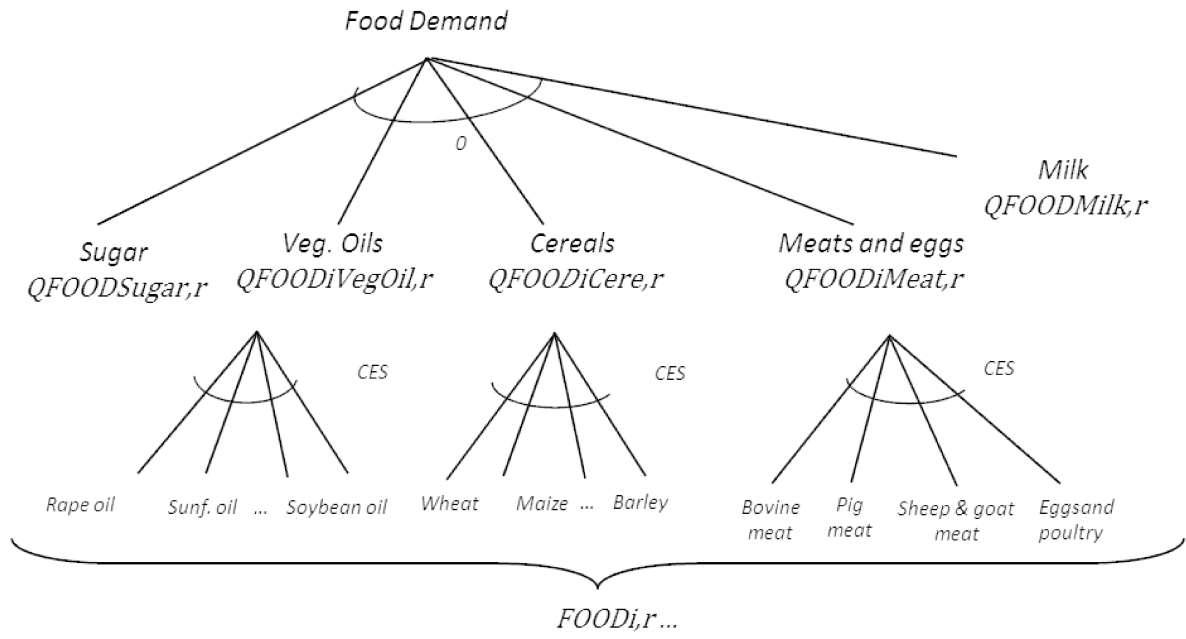 Food Demand
0
Milk
QFOODMilk,r
Sugar
QFOODSugar,r
Veg. Oils
QFOODiVegOil,r
Cereals
QFOODiCere,r
Meats and eggs
QFOODiMeat,r
CES
CES
CES
Rape oil
Sunf. oil
...
Soybean oil
Wheat
Maize
...
Barley
Bovine
meat
Pig
meat
Sheep & goat
meat
Eggsand
poultry
FOODi,r ...